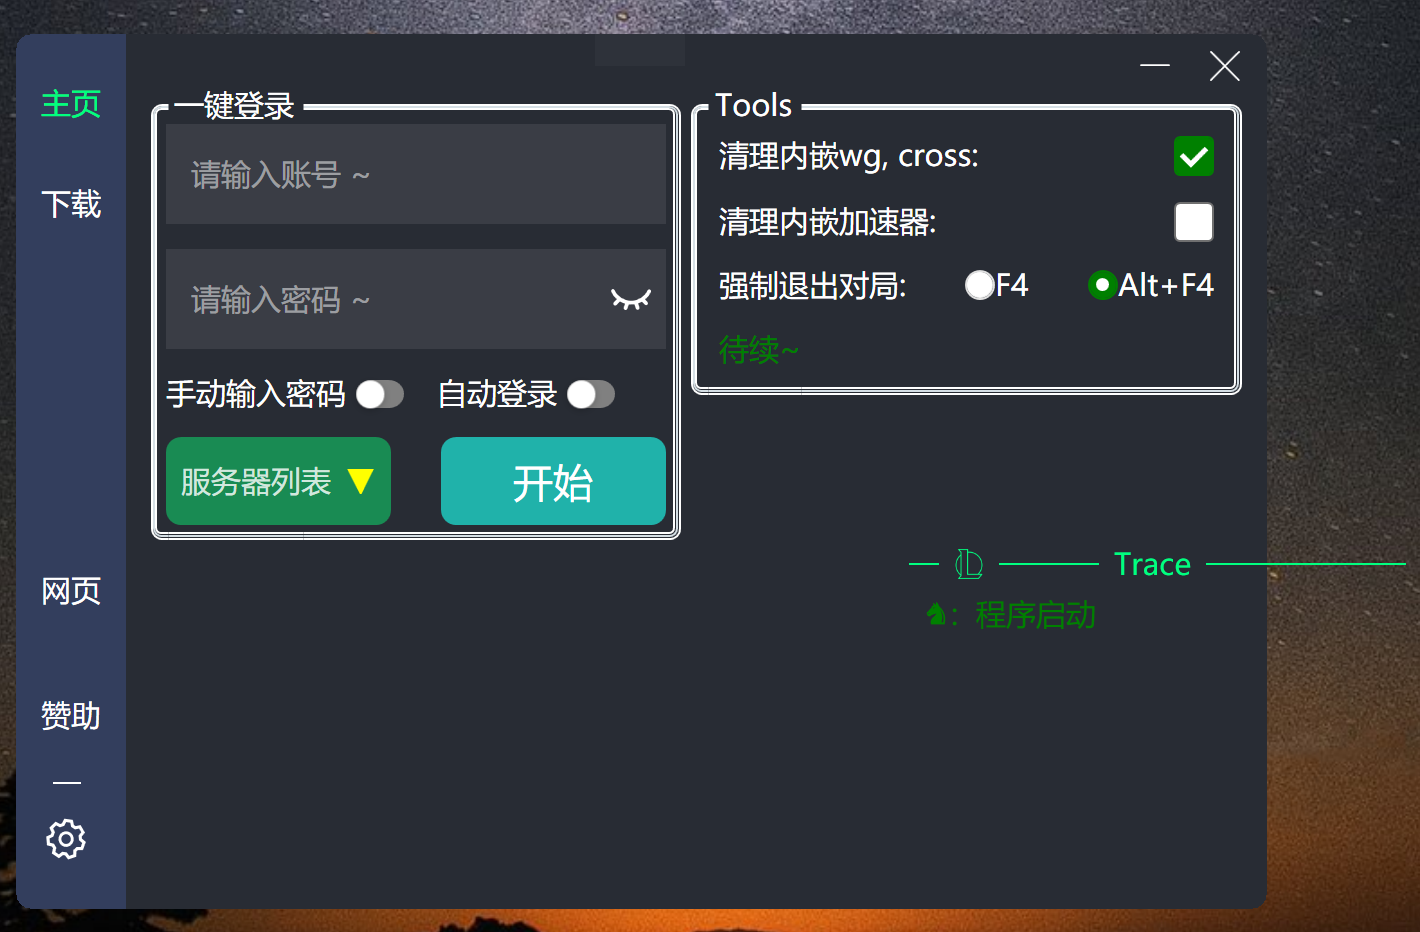 主页
下载
网页
赞助
一键登录
请输入账号 ~
请输入密码 ~
手动输入密码 自动登录
服务器列表 ▼ 开始
Tools
清理内嵌wg, cross:
清理内嵌加速器:
强制退出对局: F4 Alt+F4
待续~
Trace
♞：程序启动